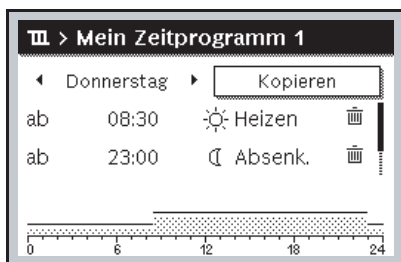 > Mein Zeitprogramm 1
Donnerstag Kopieren
ab 08:30 Heizen
ab 23:00 Absenk.
0 6 12 18 24